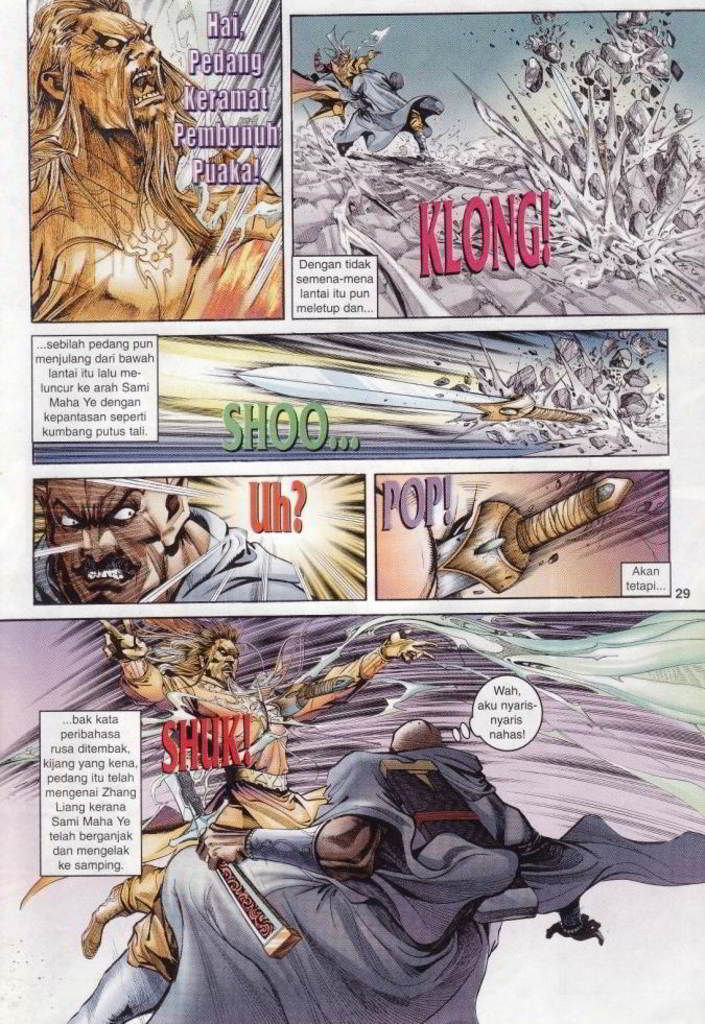 Hai,
Pedang
Keramat
Pembunuh
Puaka!
KLONG!
Dengan tidak
semena-mena
lantai itu pun
meletup dan...
...sebilah pedang pun
menjulang dari bawah
lantai itu lalu me-
luncur ke arah Sami
Maha Ye dengan
kepantasan seperti
kumbang putus tali.
SHOO...
Uh?
POP!
Akan
tetapi...
29
Wah,
aku nyaris-
nyaris
nahas!
SHUK!
...bak kata
peribahasa
rusa ditembak,
kijang yang kena,
pedang itu telah
mengenai Zhang
Liang kerana
Sami Maha Ye
telah berganjak
dan mengelak
ke samping.